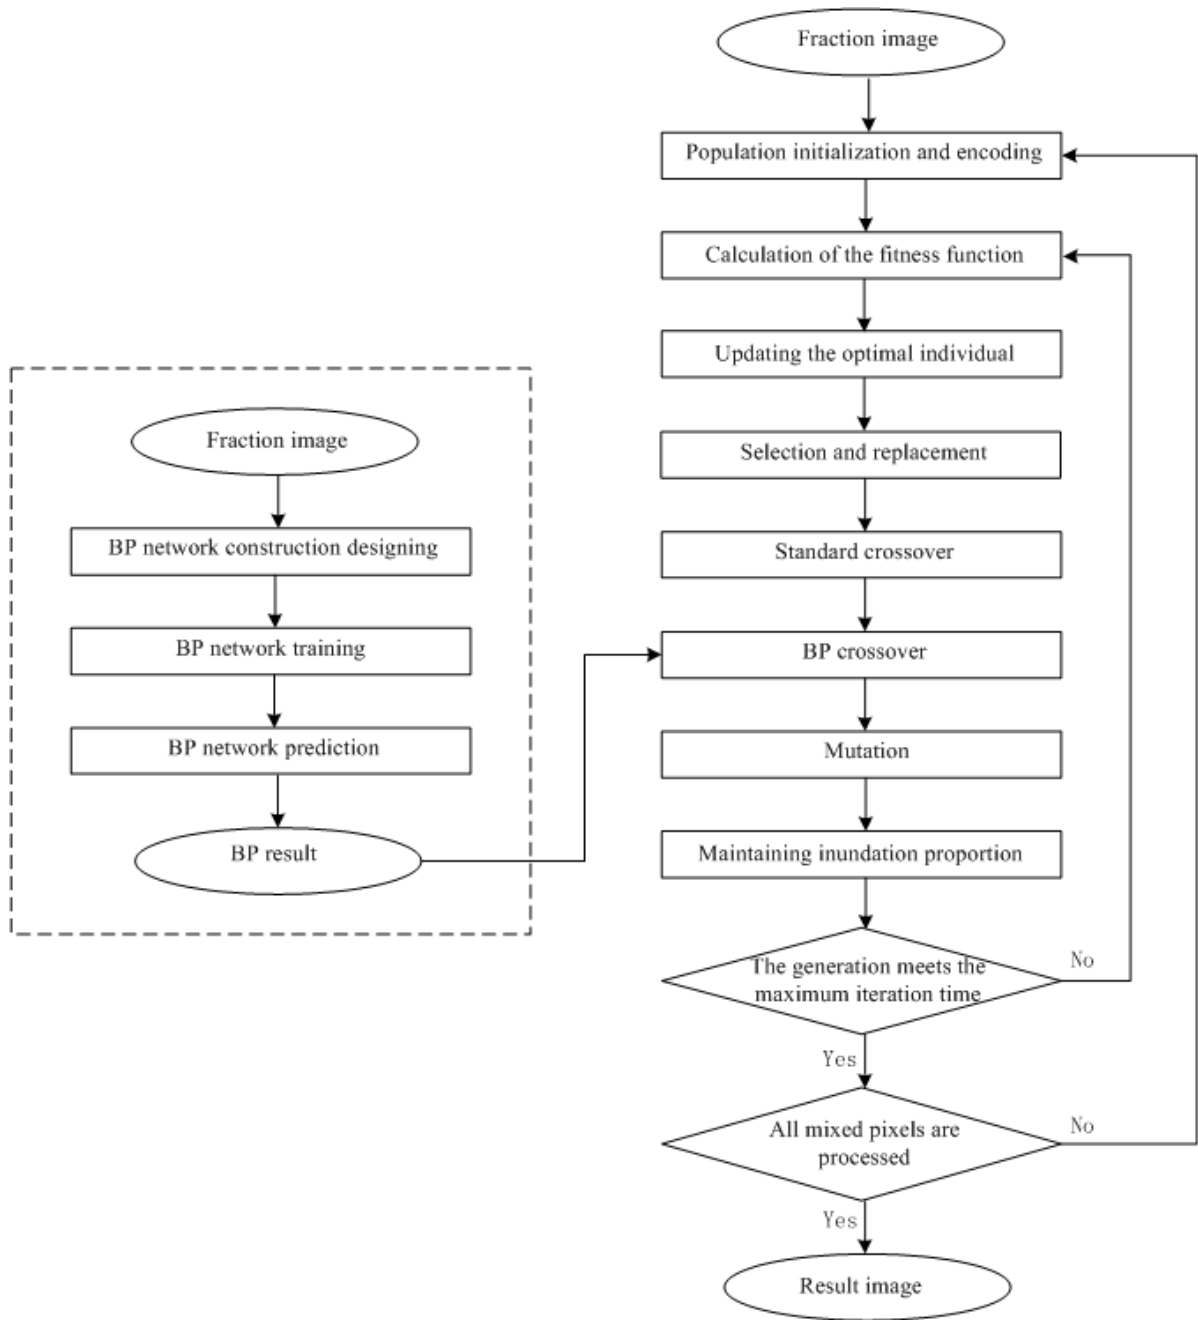 Fraction image
Population initialization and encoding
Calculation of the fitness function
Updating the optimal individual
Selection and replacement
Standard crossover
BP crossover
Mutation
Maintaining inundation proportion
The generation meets the
maximum iteration time
No
Yes
All mixed pixels are
processed
No
Yes
Result image
Fraction image
BP network construction designing
BP network training
BP network prediction
BP result